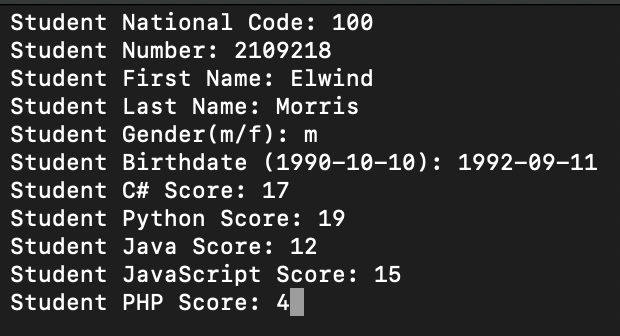 Student National Code: 100
Student Number: 2109218
Student First Name: Elwind
Student Last Name: Morris
Student Gender(m/f): m
Student Birthdate (1990-10-10): 1992-09-11
Student C# Score: 17
Student Python Score: 19
Student Java Score: 12
Student JavaScript Score: 15
Student PHP Score: 4